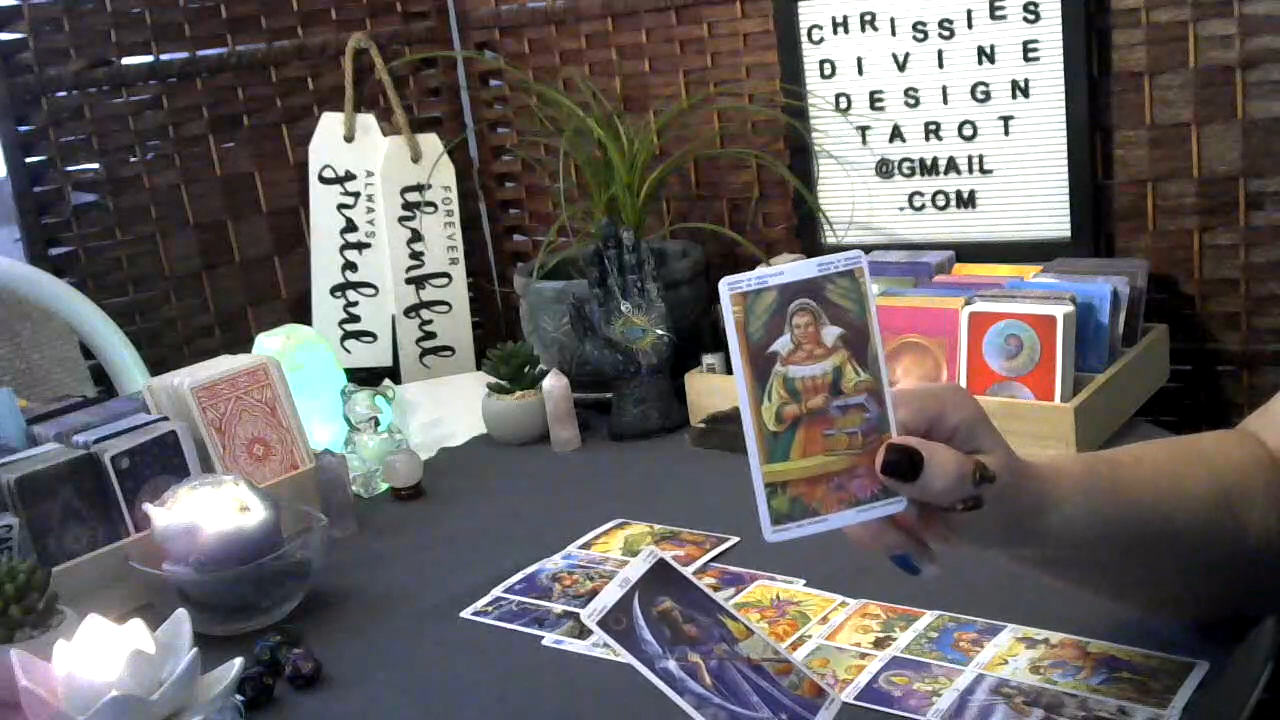 CHRISSIES
DIVINE
DESIGN
TAROT
@GMAIL
.COM
ALWAYS
grateful
FOREVER
thankful